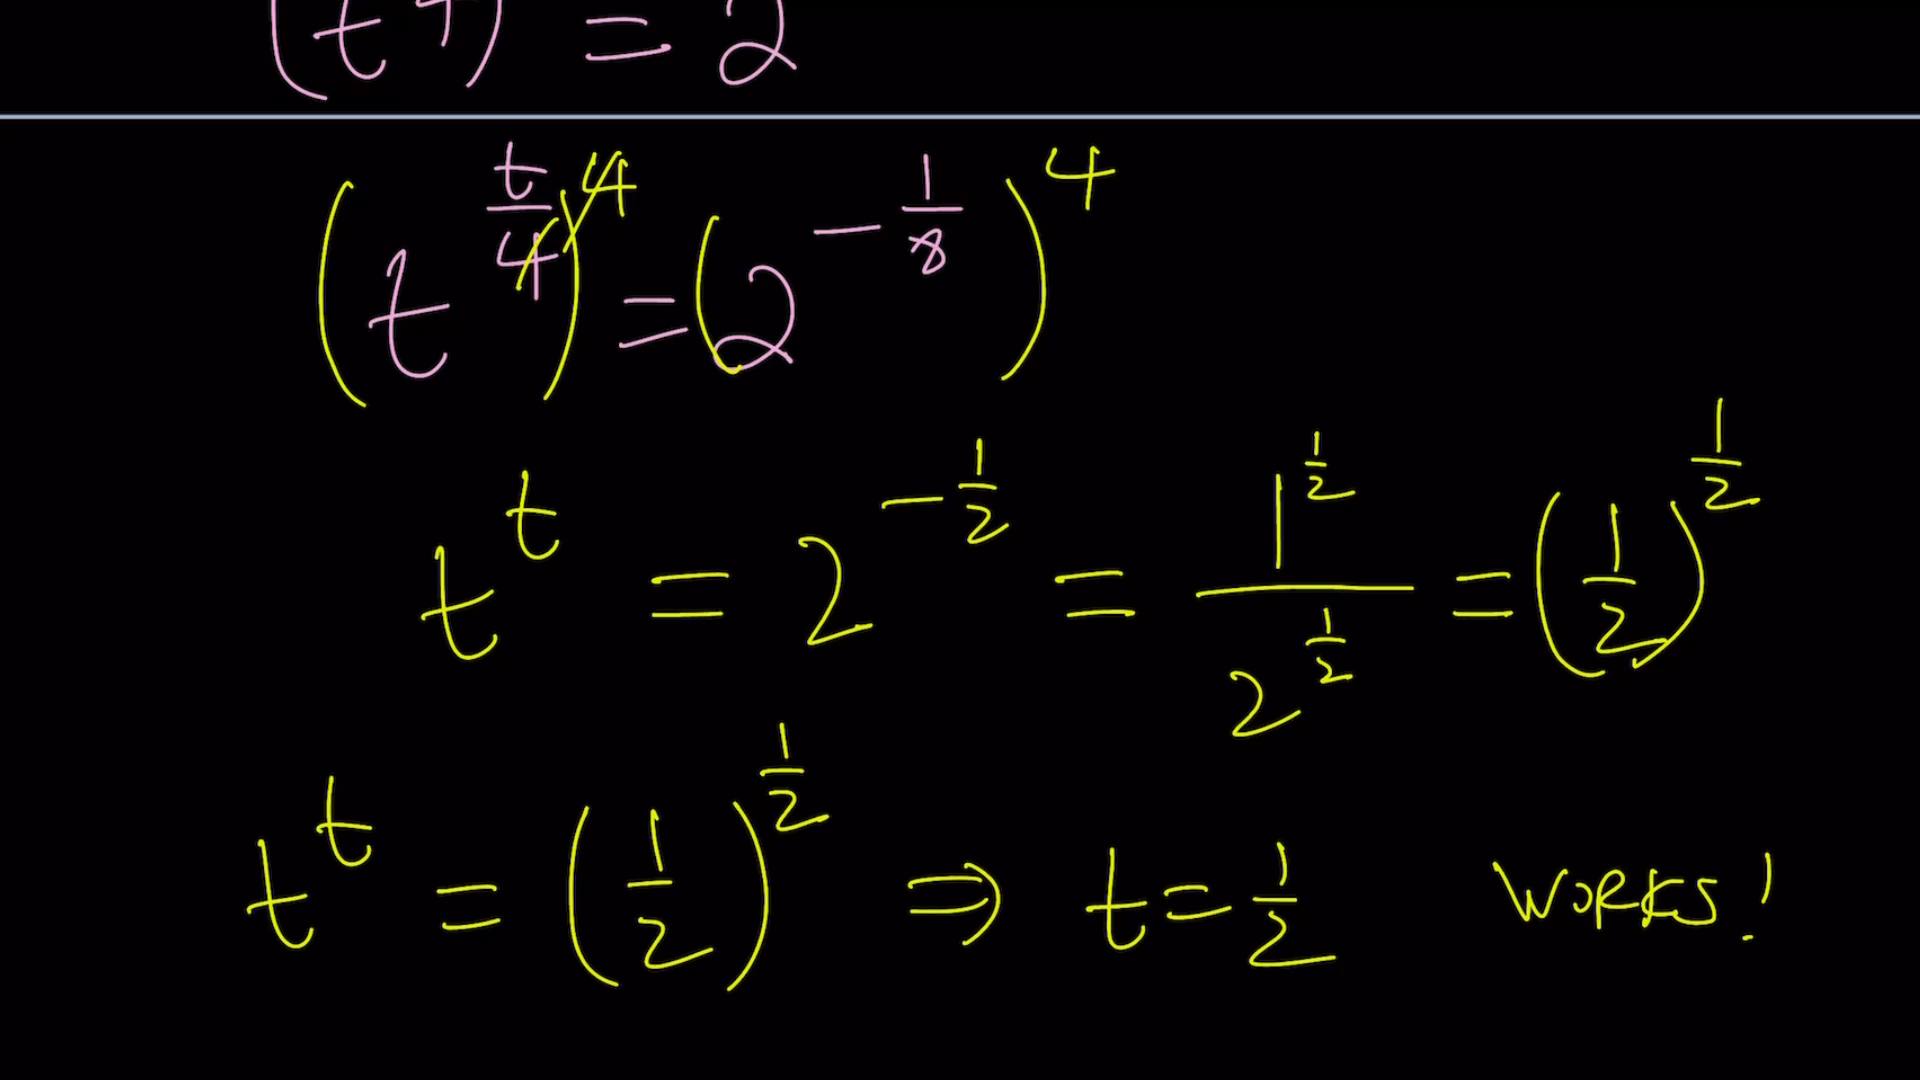 (t⁴) = 2
(t^(t/4))^4 = (2^(-1/8))^4
t^t = 2^(-1/2) = 1^(1/2)/2^(1/2) = (1/2)^(1/2)
t^t = (1/2)^(1/2) ⇒ t = 1/2 WORKS!